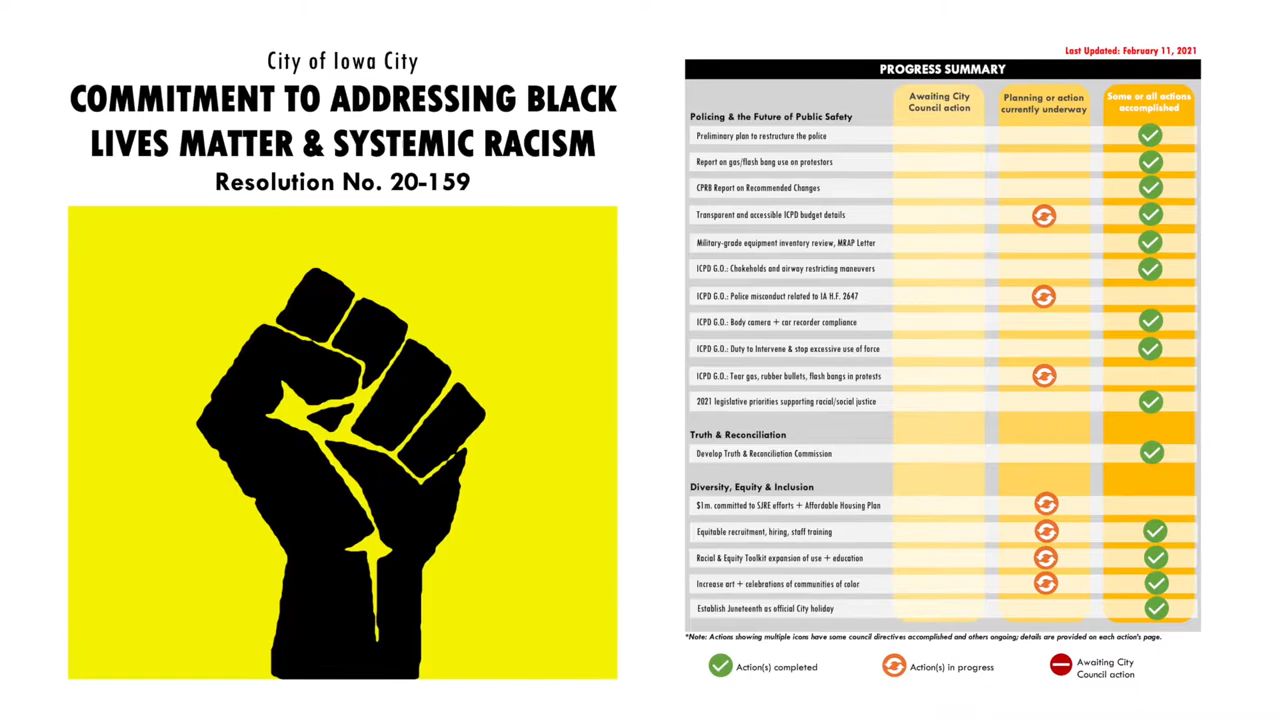 City of Iowa City
COMMITMENT TO ADDRESSING BLACK
LIVES MATTER & SYSTEMIC RACISM
Resolution No. 20-159
Last Updated: February 11, 2021
PROGRESS SUMMARY
Awaiting City
Council action
Planning or action
currently underway
Some or all actions
accomplished
Policing & the Future of Public Safety
Preliminary plan to restructure the police
Report on gas/flash bang use on protestors
CPRB Report on Recommended Changes
Transparent and accessible ICPD budget details
Military-grade equipment inventory review, MRAP Letter
ICPD G.O.: Chokeholds and airway restricting maneuvers
ICPD G.O.: Police misconduct related to IA H.F. 2647
ICPD G.O.: Body camera + car recorder compliance
ICPD G.O.: Duty to Intervene & stop excessive use of force
ICPD G.O.: Tear gas, rubber bullets, flash bangs in protests
2021 legislative priorities supporting racial/social justice
Truth & Reconciliation
Develop Truth & Reconciliation Commission
Diversity, Equity & Inclusion
$1m. committed to SJRE efforts + Affordable Housing Plan
Equitable recruitment, hiring, staff training
Racial & Equity Toolkit expansion of use + education
Increase art + celebrations of communities of color
Establish Juneteenth as official City holiday
*Note: Actions showing multiple icons have some council directives accomplished and others ongoing; details are provided on each action's page.
Action(s) completed
Action(s) in progress
Awaiting City
Council action